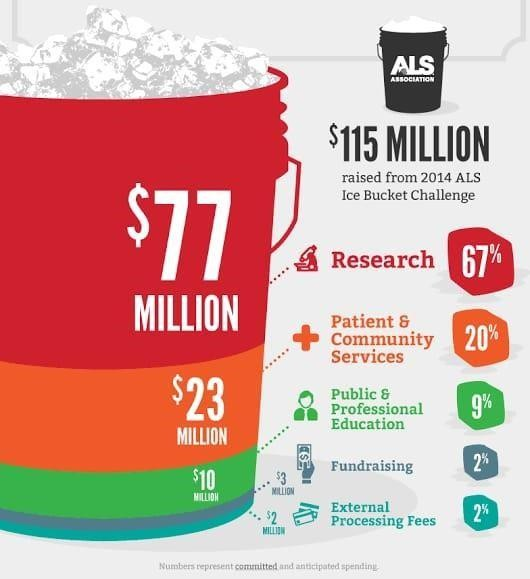 ALS
ASSOCIATION
$115 MILLION
raised from 2014 ALS
Ice Bucket Challenge
$77
MILLION
Research
67%
$23
MILLION
Patient &
Community
Services
20%
$10
MILLION
Public &
Professional
Education
9%
$3
MILLION
Fundraising
2%
$2
MILLION
External
Processing Fees
2%
Numbers represent committed and anticipated spending.